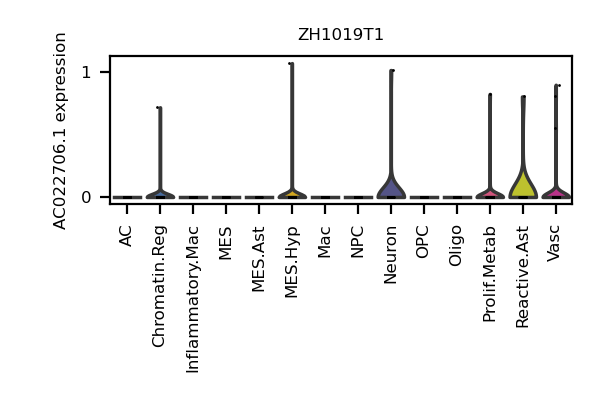 ZH1019T1
AC022706.1 expression
1
0
AC
Chromatin.Reg
Inflammatory.Mac
MES
MES.Ast
MES.Hyp
Mac
NPC
Neuron
OPC
Oligo
Prolif.Metab
Reactive.Ast
Vasc